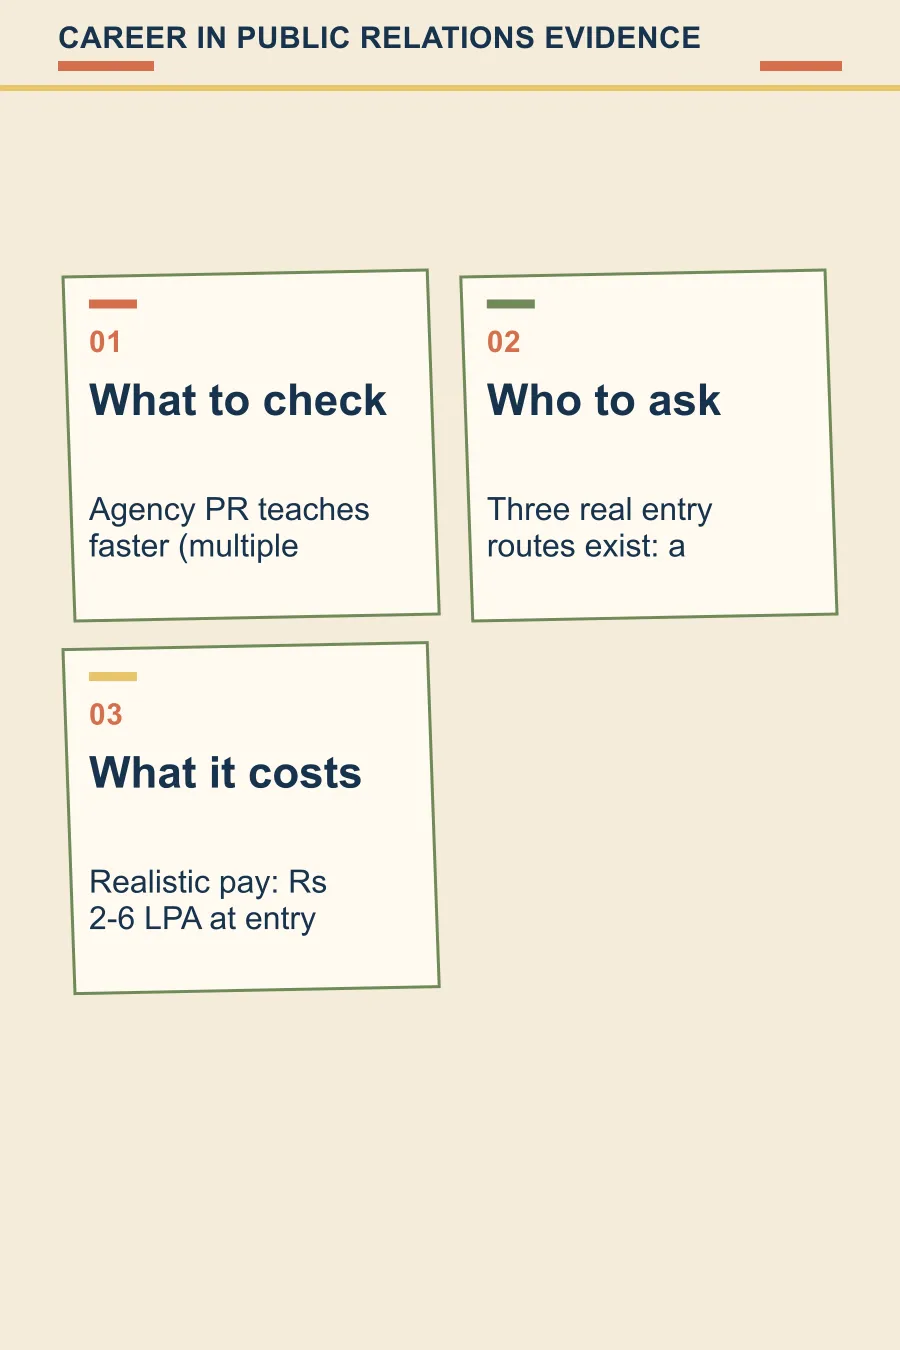 CAREER IN PUBLIC RELATIONS EVIDENCE
01
What to check
Agency PR teaches
faster (multiple
02
Who to ask
Three real entry
routes exist: a
03
What it costs
Realistic pay: Rs
2-6 LPA at entry